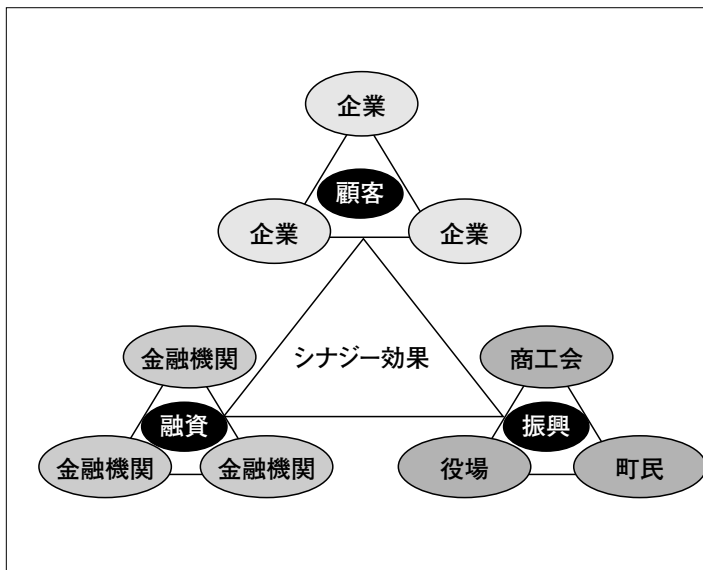 企業
顧客
企業
企業
シナジー効果
金融機関
融資
金融機関
金融機関
商工会
振興
役場
町民